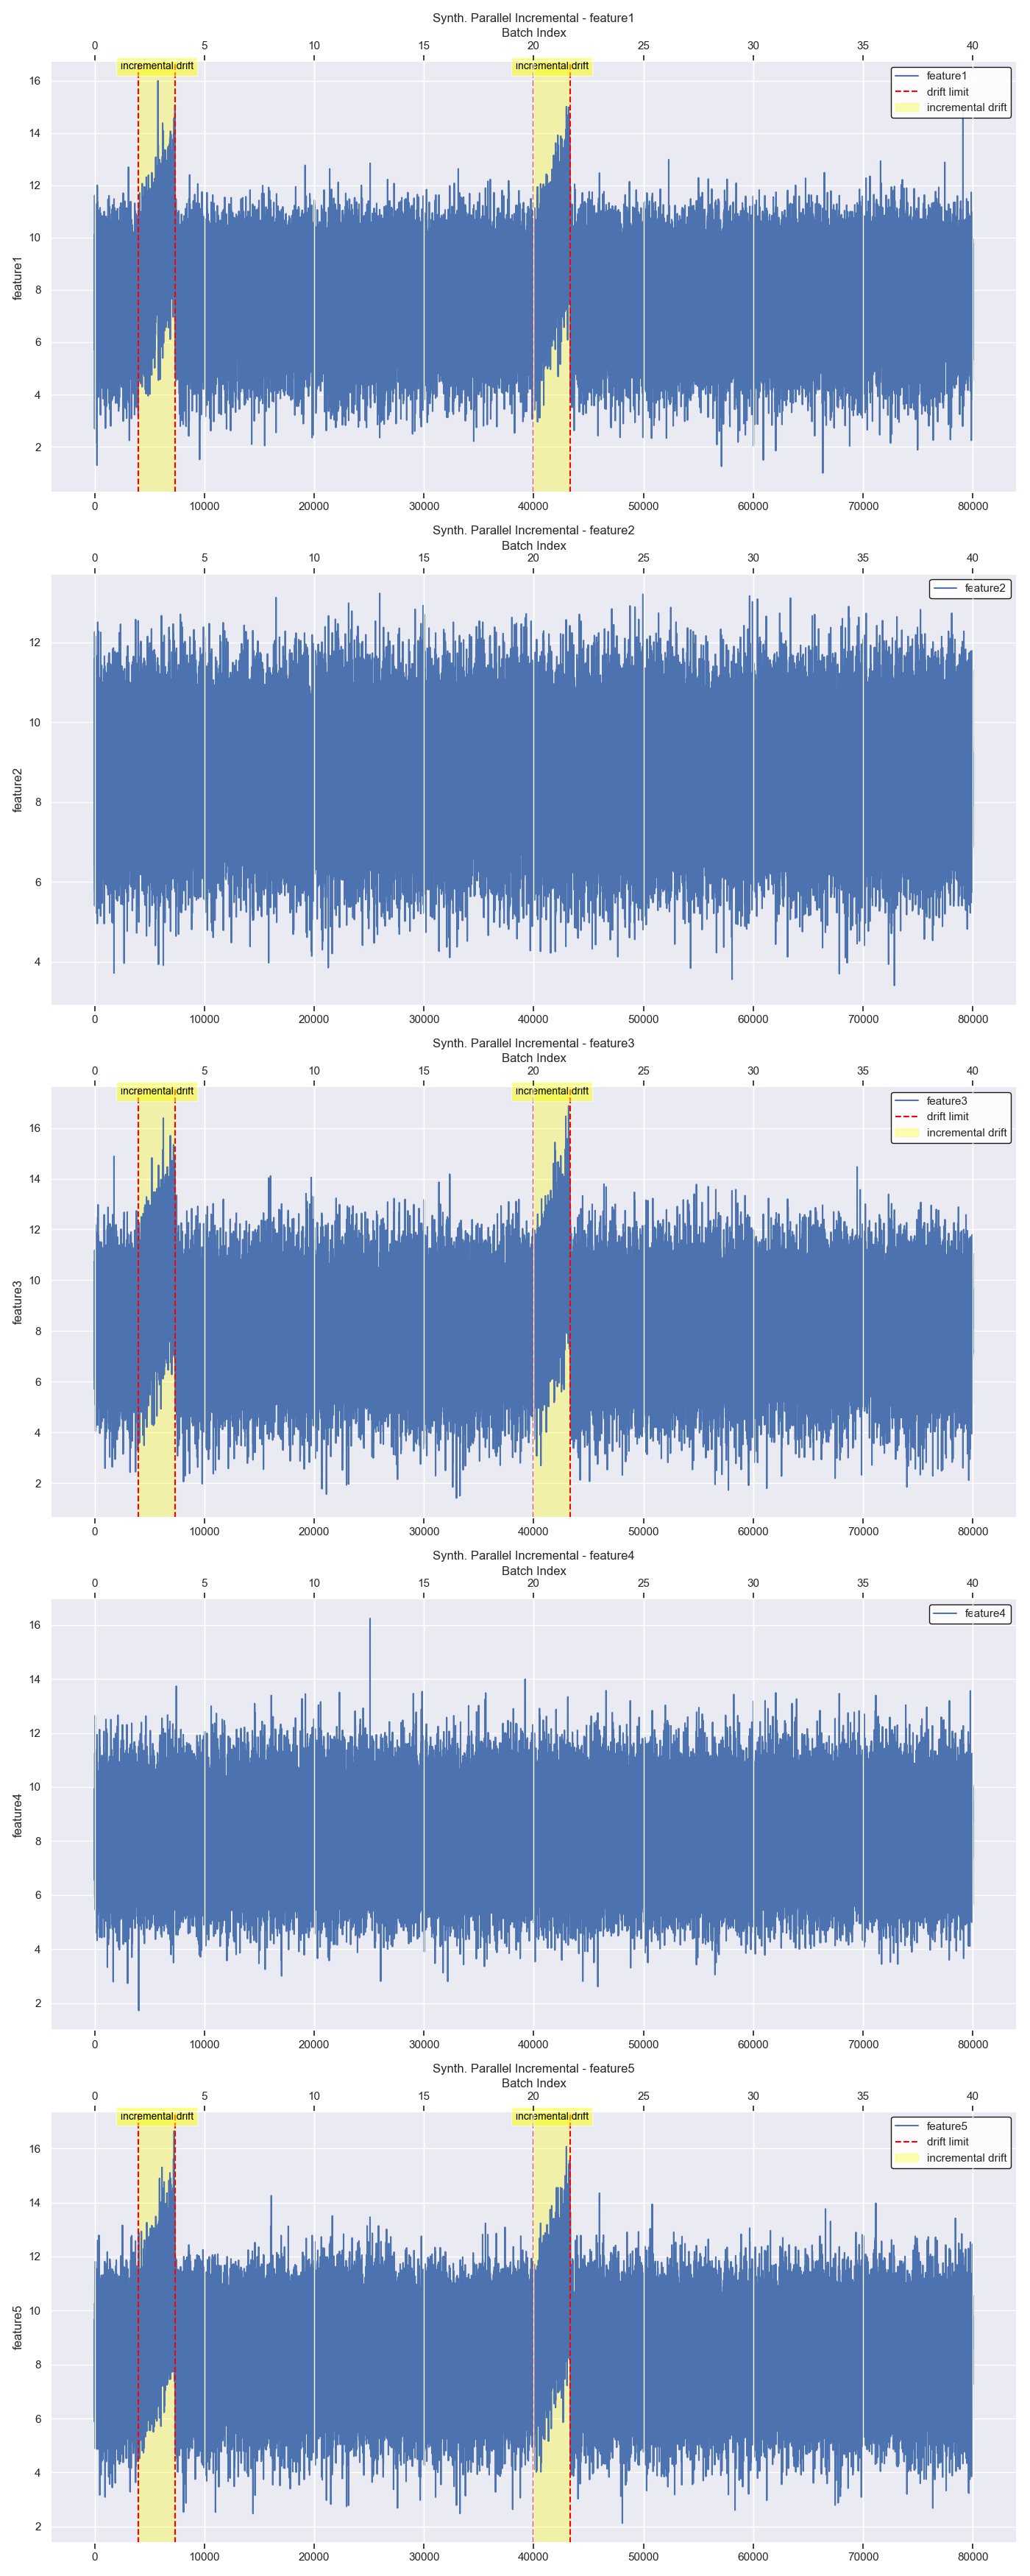 Synth. Parallel Incremental - feature1
Batch Index
0 5 10 15 20 25 30 35 40
incremental drift incremental drift
feature1
drift limit
incremental drift
16
14
12
10
8
6
4
2
feature1
0 10000 20000 30000 40000 50000 60000 70000 80000
Synth. Parallel Incremental - feature2
Batch Index
0 5 10 15 20 25 30 35 40
feature2
12
10
8
6
4
feature2
0 10000 20000 30000 40000 50000 60000 70000 80000
Synth. Parallel Incremental - feature3
Batch Index
0 5 10 15 20 25 30 35 40
incremental drift incremental drift
feature3
drift limit
incremental drift
16
14
12
10
8
6
4
2
feature3
0 10000 20000 30000 40000 50000 60000 70000 80000
Synth. Parallel Incremental - feature4
Batch Index
0 5 10 15 20 25 30 35 40
feature4
16
14
12
10
8
6
4
2
feature4
0 10000 20000 30000 40000 50000 60000 70000 80000
Synth. Parallel Incremental - feature5
Batch Index
0 5 10 15 20 25 30 35 40
incremental drift incremental drift
feature5
drift limit
incremental drift
16
14
12
10
8
6
4
2
feature5
0 10000 20000 30000 40000 50000 60000 70000 80000